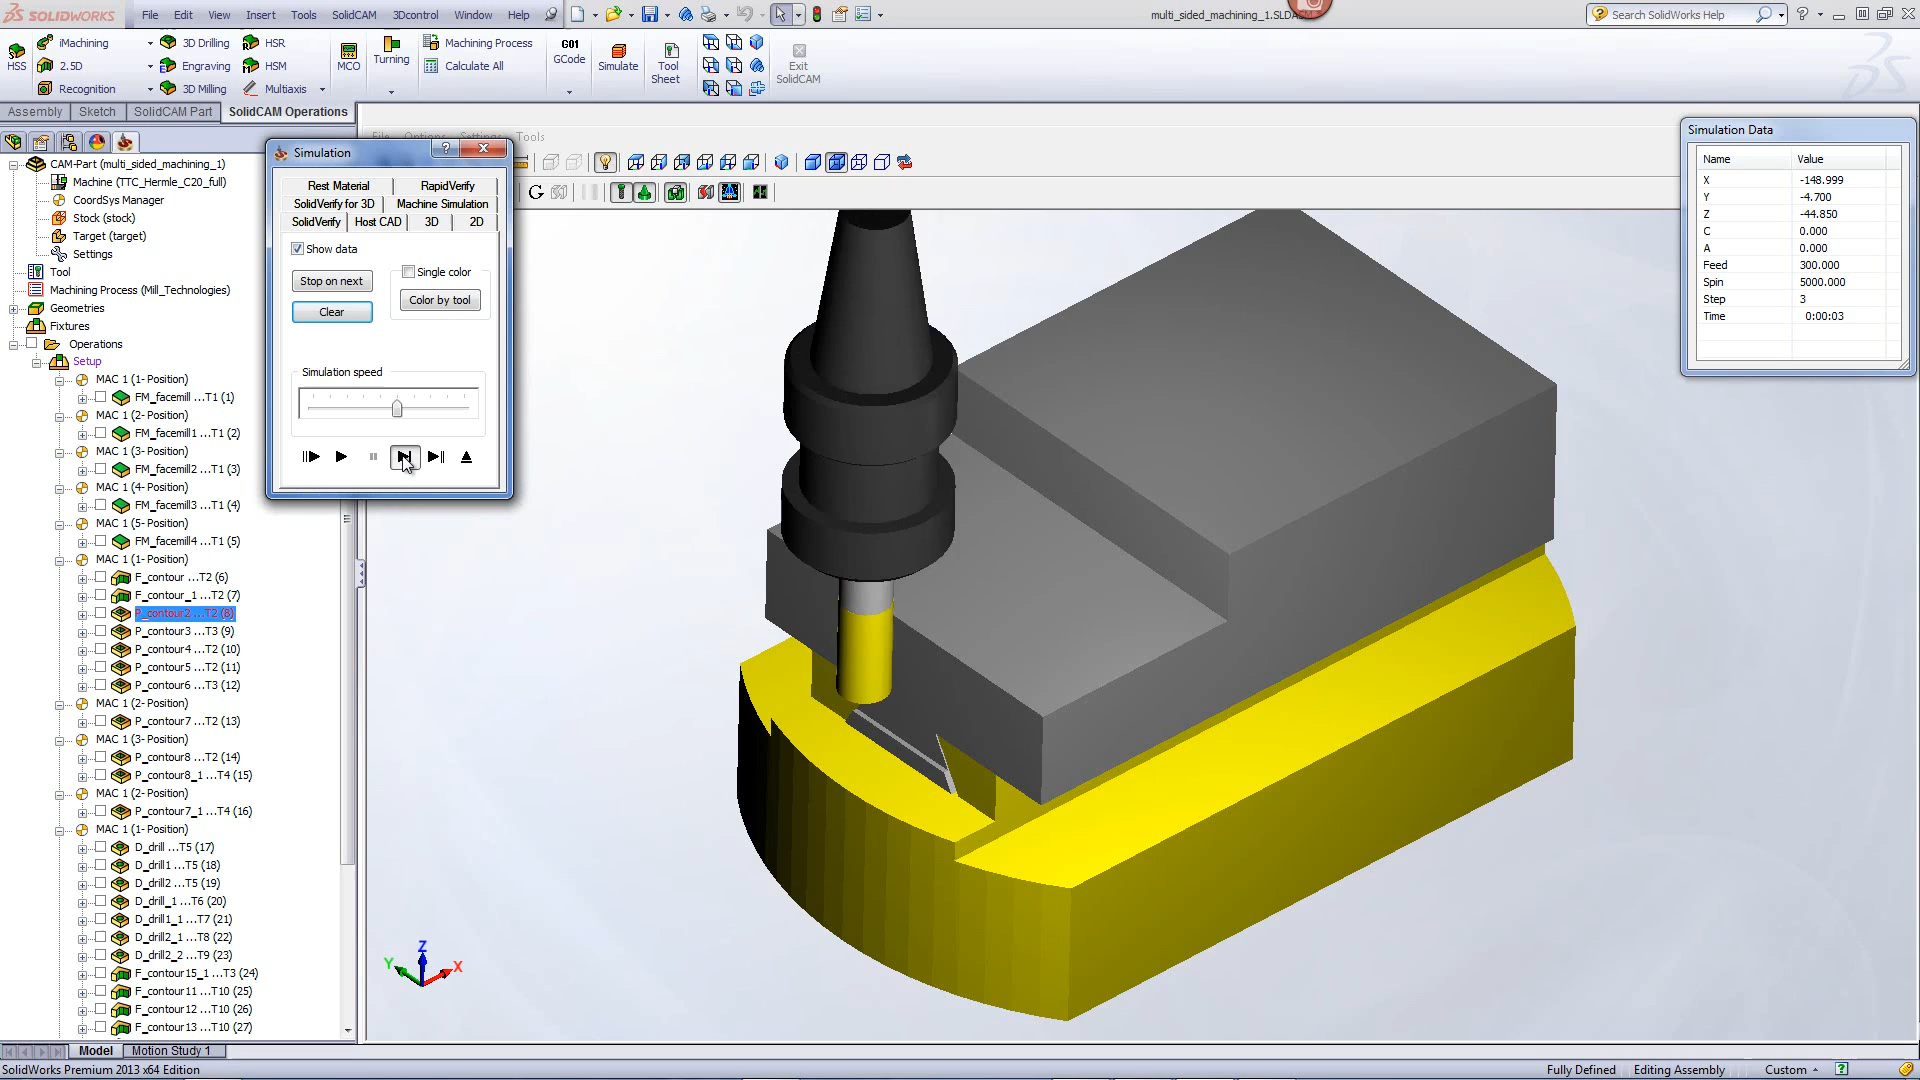 SOLIDWORKS File Edit View Insert Tools SolidCAM 3Dcontrol Window Help
multi_sided_machining_1.SLDA
Search SolidWorks Help
HSS
iMachining 3D Drilling HSR
2.5D Engraving HSM
Recognition 3D Milling Multiaxis
MCO
Turning
Machining Process
Calculate All
G01
GCode
Simulate
Tool
Sheet
Exit
SolidCAM
Assembly Sketch SolidCAM Part SolidCAM Operations
File Options Settings Tools
CAM-Part (multi_sided_machining_1)
Machine (TTC_Hermle_C20_full)
CoordSys Manager
Stock (stock)
Target (target)
Settings
Tool
Machining Process (Mill_Technologies)
Geometries
Fixtures
Operations
Setup
MAC 1 (1- Position)
FM_facemill ...T1 (1)
MAC 1 (2- Position)
FM_facemill1 ...T1 (2)
MAC 1 (3- Position)
FM_facemill2 ...T1 (3)
MAC 1 (4- Position)
FM_facemill3 ...T1 (4)
MAC 1 (5- Position)
FM_facemill4 ...T1 (5)
MAC 1 (1- Position)
F_contour ...T2 (6)
F_contour_1 ...T2 (7)
P_contour2 ...T2 (8)
P_contour3 ...T3 (9)
P_contour4 ...T2 (10)
P_contour5 ...T2 (11)
P_contour6 ...T3 (12)
MAC 1 (2- Position)
P_contour7 ...T2 (13)
MAC 1 (3- Position)
P_contour8 ...T2 (14)
P_contour8_1 ...T4 (15)
MAC 1 (2- Position)
P_contour7_1 ...T4 (16)
MAC 1 (1- Position)
D_drill ...T5 (17)
D_drill1 ...T5 (18)
D_drill2 ...T5 (19)
D_drill_1 ...T6 (20)
D_drill1_1 ...T7 (21)
D_drill2_1 ...T8 (22)
D_drill2_2 ...T9 (23)
F_contour15_1 ...T3 (24)
F_contour11 ...T10 (25)
F_contour12 ...T10 (26)
F_contour13 ...T10 (27)
Simulation
Rest Material RapidVerify
SolidVerify for 3D Machine Simulation
SolidVerify Host CAD 3D 2D
Show data
Stop on next
Single color
Clear
Color by tool
Simulation speed
Simulation Data
Name Value
X -148.999
Y -4.700
Z -44.850
C 0.000
A 0.000
Feed 300.000
Spin 5000.000
Step 3
Time 0:00:03
Z
Y
X
Model Motion Study 1
SolidWorks Premium 2013 x64 Edition
Fully Defined Editing Assembly Custom